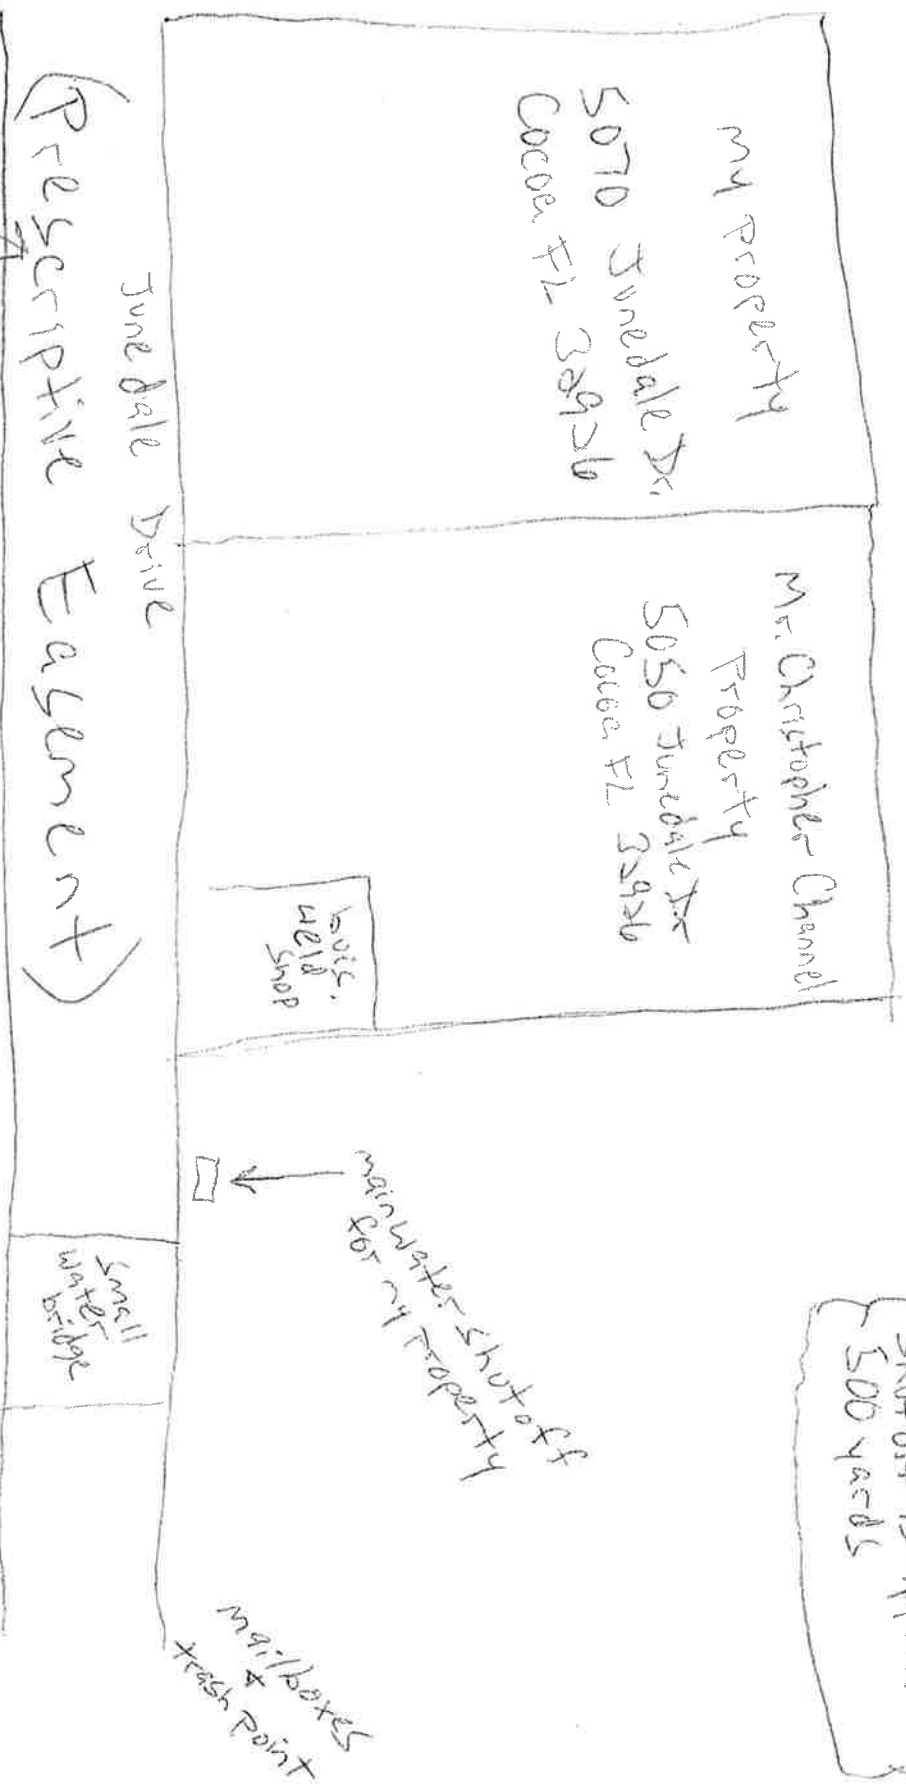 My Property
5070 Junedale Dr.
Cocoa FL 32926
Mr. Christopher Channel
Property
5050 Junedale Dr
Cocoa FL 32926
weld
shop
Junedale Drive
(Prescriptive Easement)
main water shutoff
for my property
small
water
bridge
mailboxes
&
trash point
500 yards